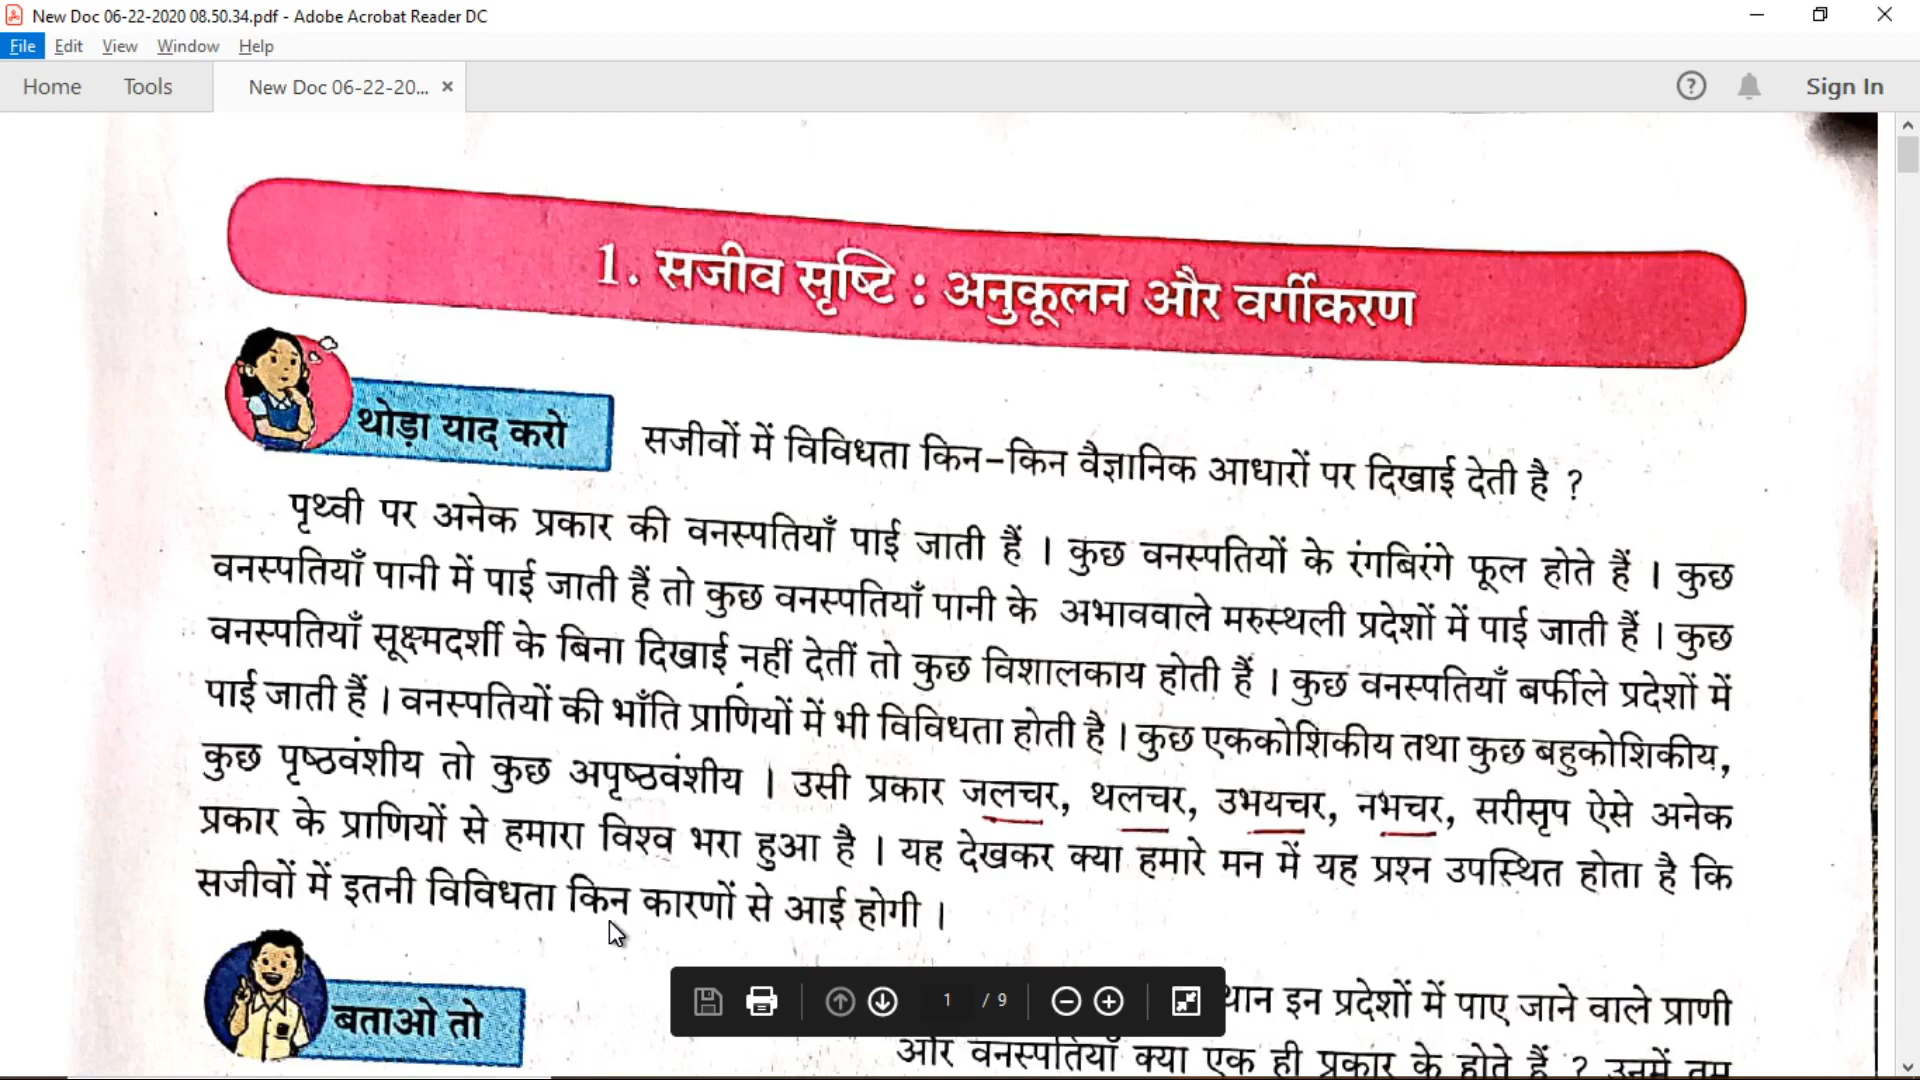 New Doc 06-22-2020 08.50.34.pdf - Adobe Acrobat Reader DC
File Edit View Window Help
Home Tools New Doc 06-22-20... × ? Sign In
1. सजीव सृष्टि : अनुकूलन और वर्गीकरण
थोड़ा याद करो
सजीवों में विविधता किन-किन वैज्ञानिक आधारों पर दिखाई देती है ?
पृथ्वी पर अनेक प्रकार की वनस्पतियाँ पाई जाती हैं । कुछ वनस्पतियों के रंगबिरंगे फूल होते हैं । कुछ
वनस्पतियाँ पानी में पाई जाती हैं तो कुछ वनस्पतियाँ पानी के अभाववाले मरुस्थली प्रदेशों में पाई जाती हैं । कुछ
वनस्पतियाँ सूक्ष्मदर्शी के बिना दिखाई नहीं देतीं तो कुछ विशालकाय होती हैं । कुछ वनस्पतियाँ बर्फीले प्रदेशों में
पाई जाती हैं । वनस्पतियों की भाँति प्राणियों में भी विविधता होती है । कुछ एककोशिकीय तथा कुछ बहुकोशिकीय,
कुछ पृष्ठवंशीय तो कुछ अपृष्ठवंशीय । उसी प्रकार जलचर, थलचर, उभयचर, नभचर, सरीसृप ऐसे अनेक
प्रकार के प्राणियों से हमारा विश्व भरा हुआ है । यह देखकर क्या हमारे मन में यह प्रश्न उपस्थित होता है कि
सजीवों में इतनी विविधता किन कारणों से आई होगी ।
बताओ तो
1 / 9
इन प्रदेशों में पाए जाने वाले प्राणी
और वनस्पतियाँ क्या एक ही प्रकार के होते हैं ? उनमें तुम